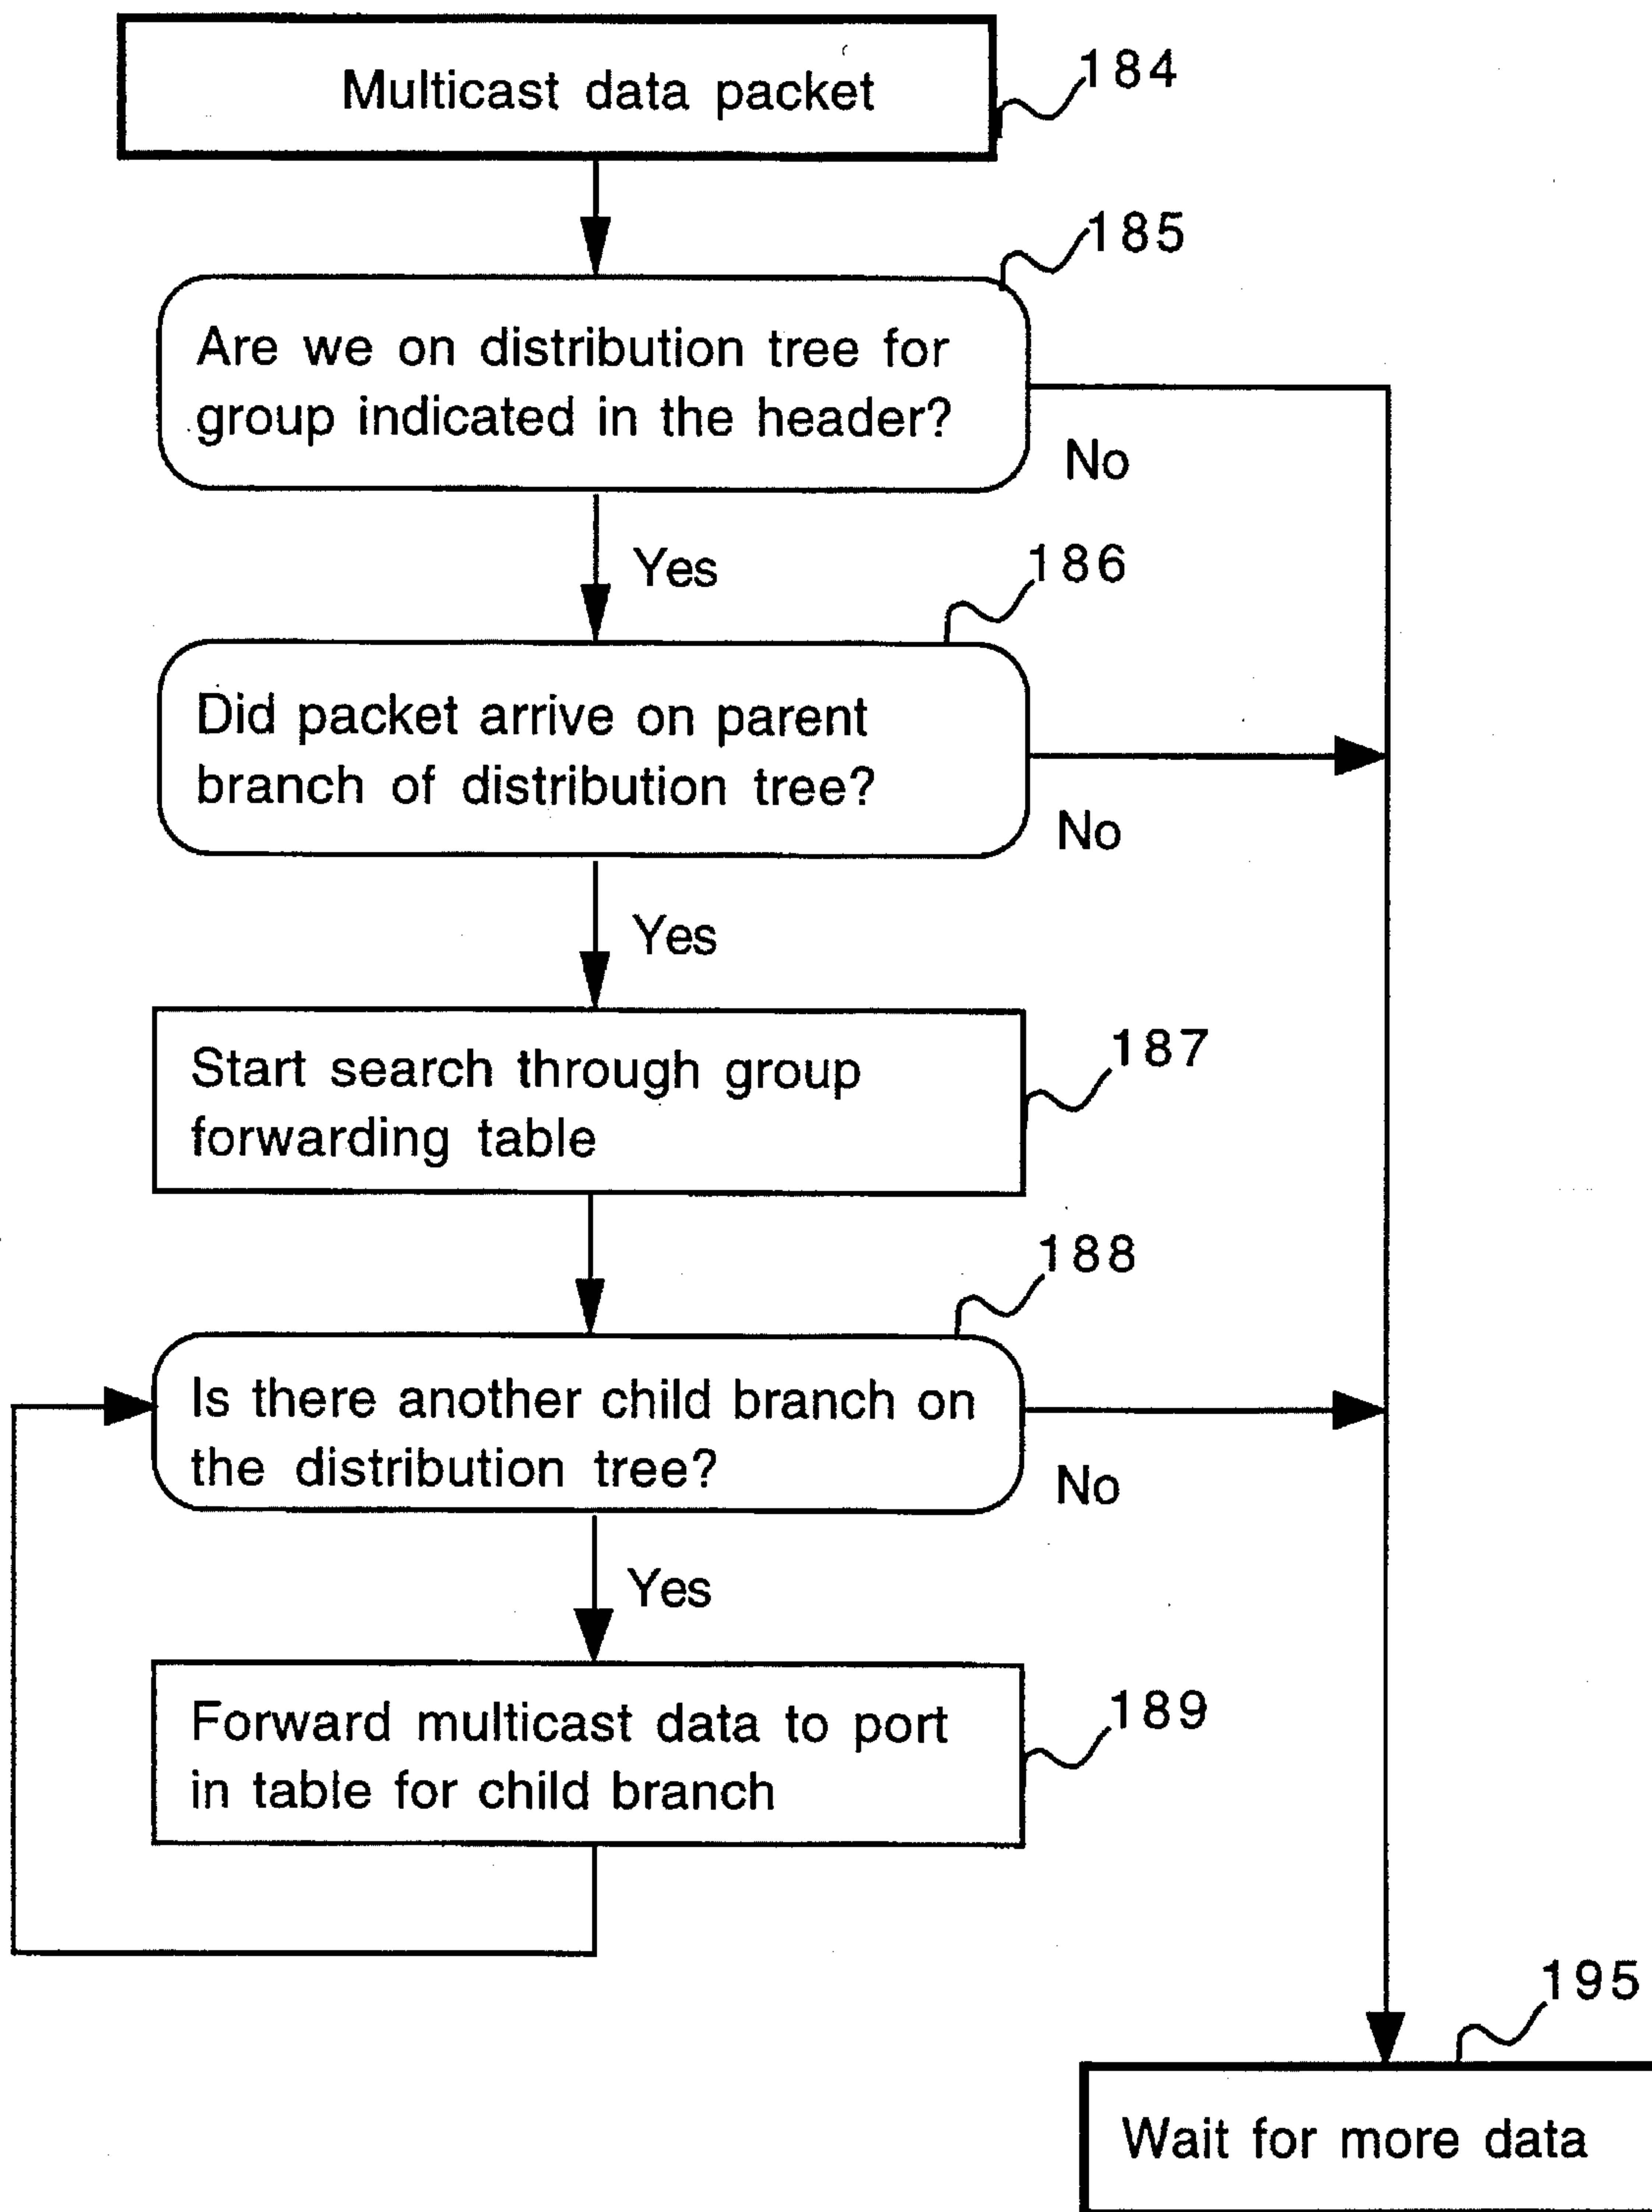 Multicast data packet
184
185
Are we on distribution tree for
group indicated in the header?
No
Yes
186
Did packet arrive on parent
branch of distribution tree?
No
Yes
187
Start search through group
forwarding table
188
Is there another child branch on
the distribution tree?
No
Yes
189
Forward multicast data to port
in table for child branch
195
Wait for more data